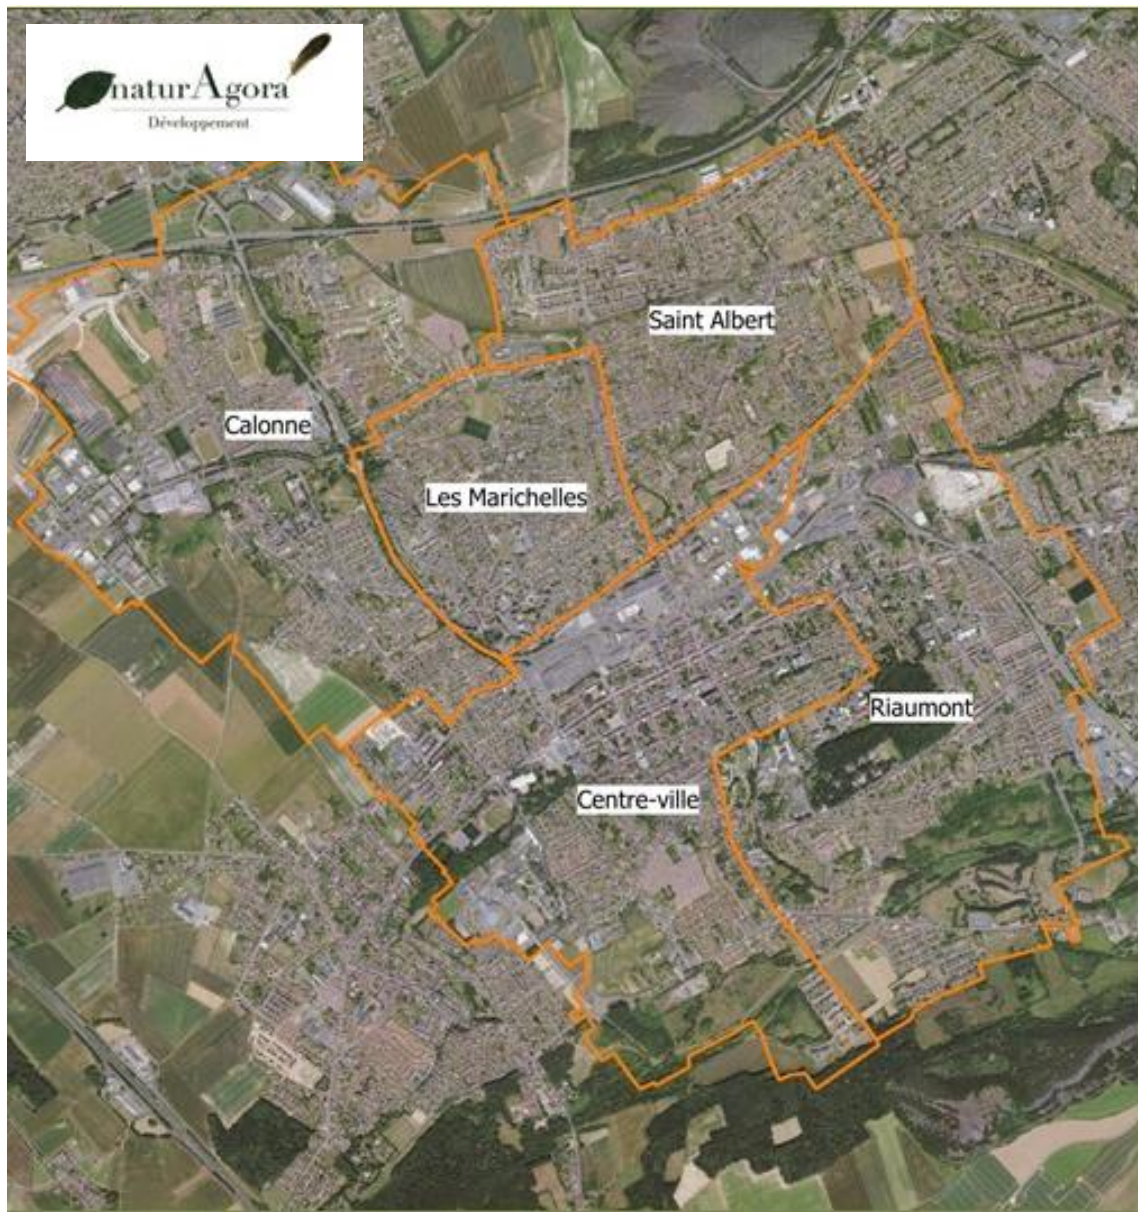 naturAgora
Développement
Saint Albert
Calonne
Les Marichelles
Riaumont
Centre-ville